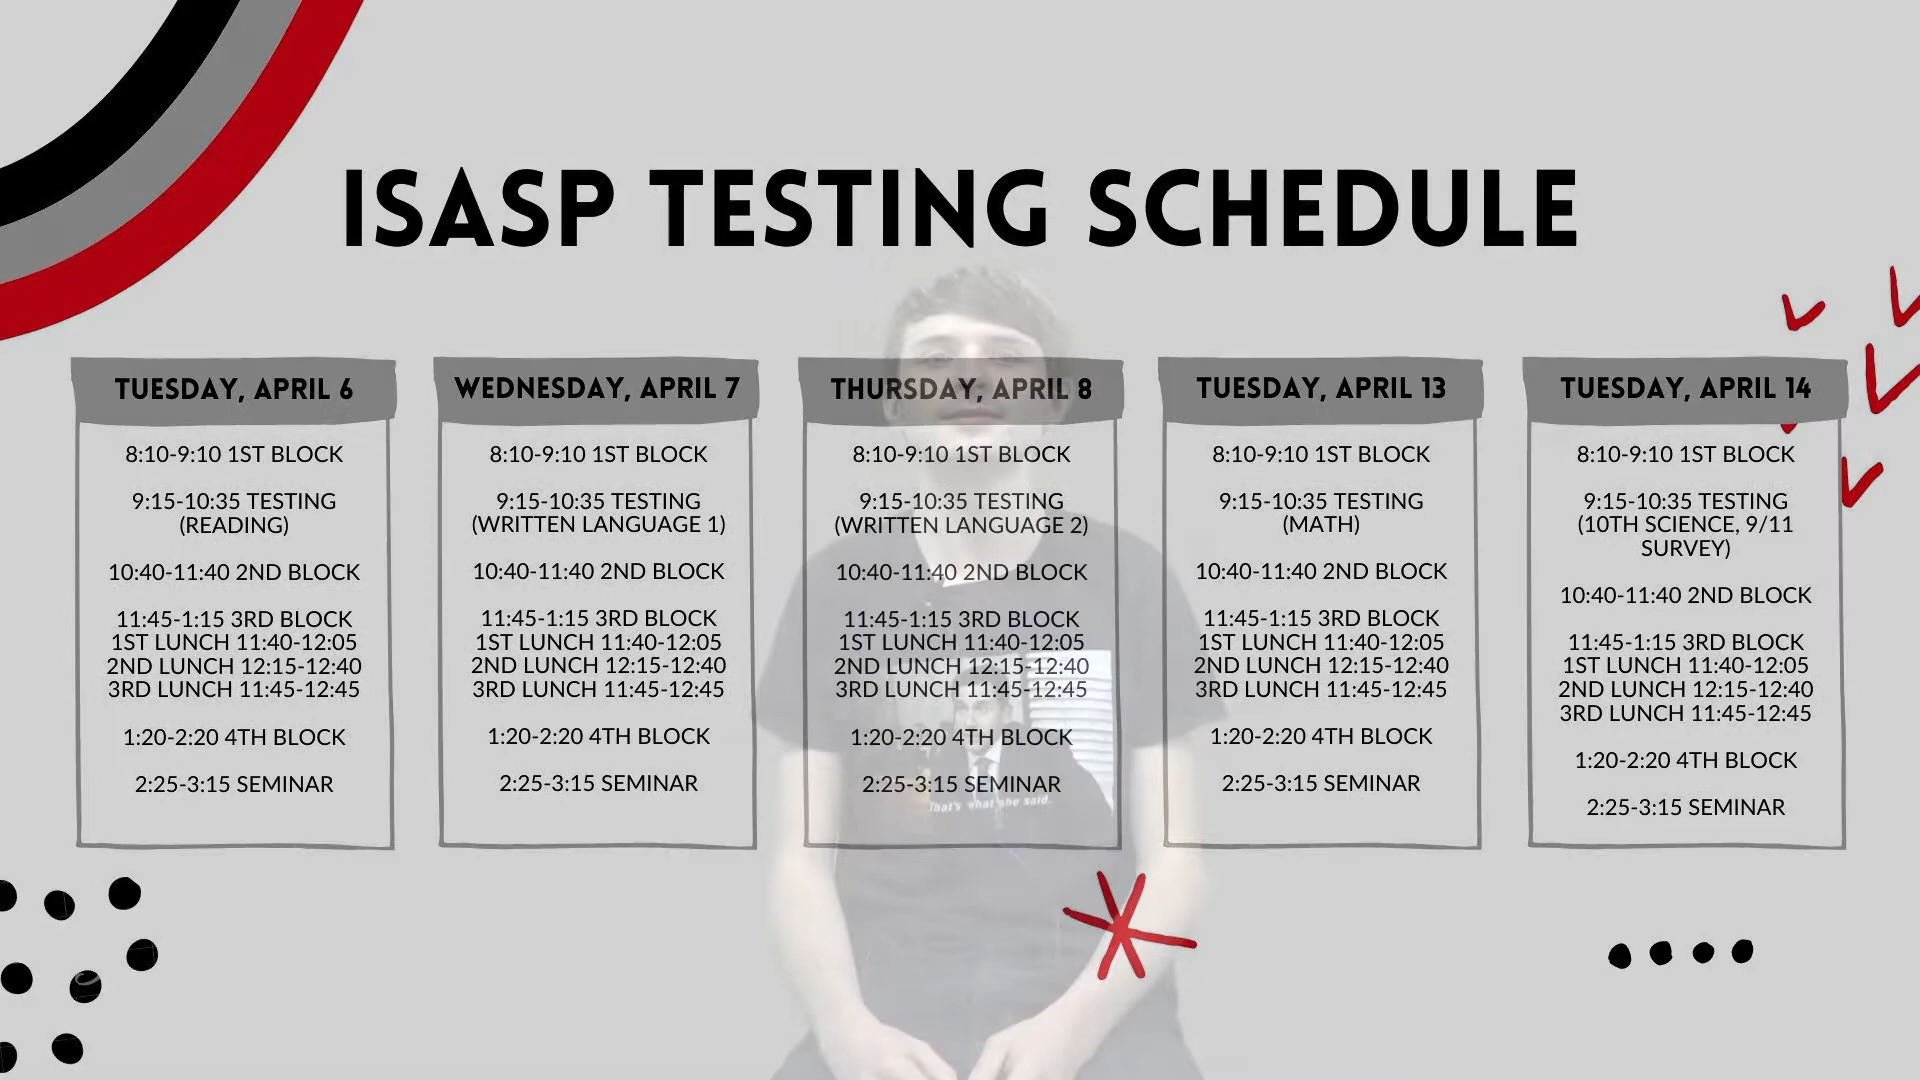 ISASP TESTING SCHEDULE
TUESDAY, APRIL 6
8:10-9:10 1ST BLOCK
9:15-10:35 TESTING
(READING)
10:40-11:40 2ND BLOCK
11:45-1:15 3RD BLOCK
1ST LUNCH 11:40-12:05
2ND LUNCH 12:15-12:40
3RD LUNCH 11:45-12:45
1:20-2:20 4TH BLOCK
2:25-3:15 SEMINAR
WEDNESDAY, APRIL 7
8:10-9:10 1ST BLOCK
9:15-10:35 TESTING
(WRITTEN LANGUAGE 1)
10:40-11:40 2ND BLOCK
11:45-1:15 3RD BLOCK
1ST LUNCH 11:40-12:05
2ND LUNCH 12:15-12:40
3RD LUNCH 11:45-12:45
1:20-2:20 4TH BLOCK
2:25-3:15 SEMINAR
THURSDAY, APRIL 8
8:10-9:10 1ST BLOCK
9:15-10:35 TESTING
(WRITTEN LANGUAGE 2)
10:40-11:40 2ND BLOCK
11:45-1:15 3RD BLOCK
1ST LUNCH 11:40-12:05
2ND LUNCH 12:15-12:40
3RD LUNCH 11:45-12:45
1:20-2:20 4TH BLOCK
2:25-3:15 SEMINAR
That's what she said.
TUESDAY, APRIL 13
8:10-9:10 1ST BLOCK
9:15-10:35 TESTING
(MATH)
10:40-11:40 2ND BLOCK
11:45-1:15 3RD BLOCK
1ST LUNCH 11:40-12:05
2ND LUNCH 12:15-12:40
3RD LUNCH 11:45-12:45
1:20-2:20 4TH BLOCK
2:25-3:15 SEMINAR
TUESDAY, APRIL 14
8:10-9:10 1ST BLOCK
9:15-10:35 TESTING
(10TH SCIENCE, 9/11
SURVEY)
10:40-11:40 2ND BLOCK
11:45-1:15 3RD BLOCK
1ST LUNCH 11:40-12:05
2ND LUNCH 12:15-12:40
3RD LUNCH 11:45-12:45
1:20-2:20 4TH BLOCK
2:25-3:15 SEMINAR